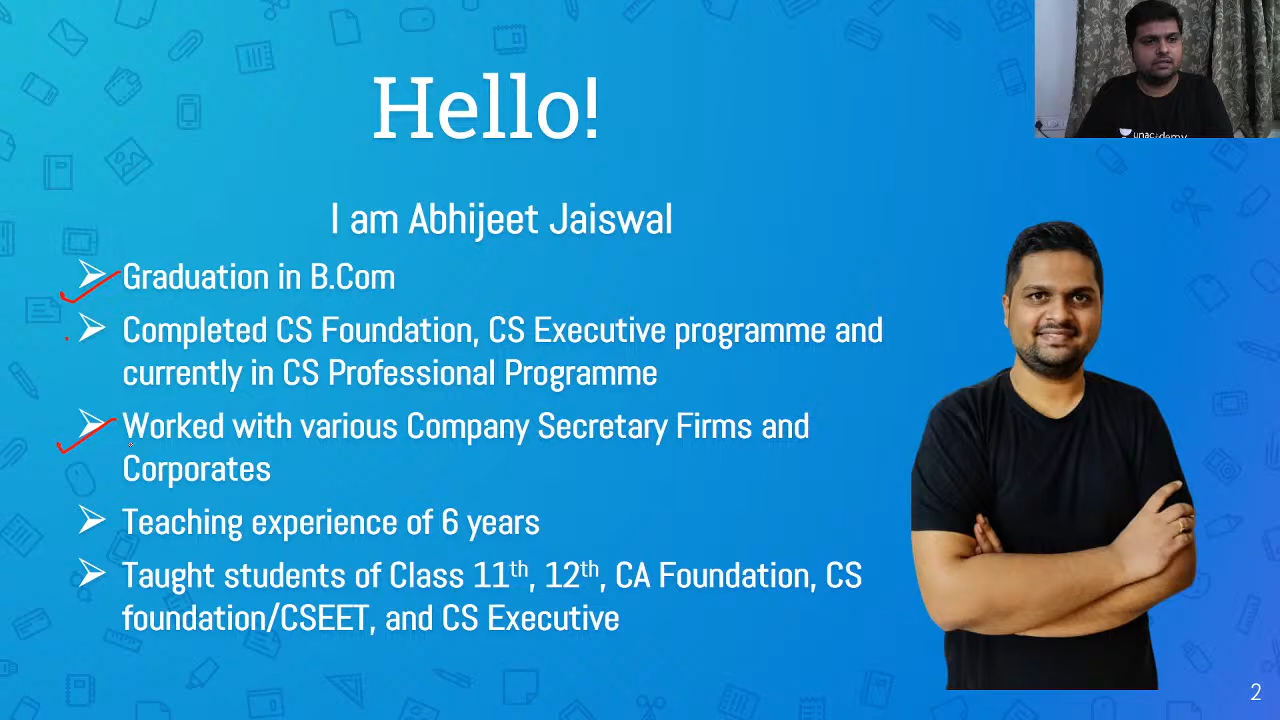 Hello!
unacademy
I am Abhijeet Jaiswal
Graduation in B.Com
Completed CS Foundation, CS Executive programme and
currently in CS Professional Programme
Worked with various Company Secretary Firms and
Corporates
Teaching experience of 6 years
Taught students of Class 11th, 12th, CA Foundation, CS
foundation/CSEET, and CS Executive
2